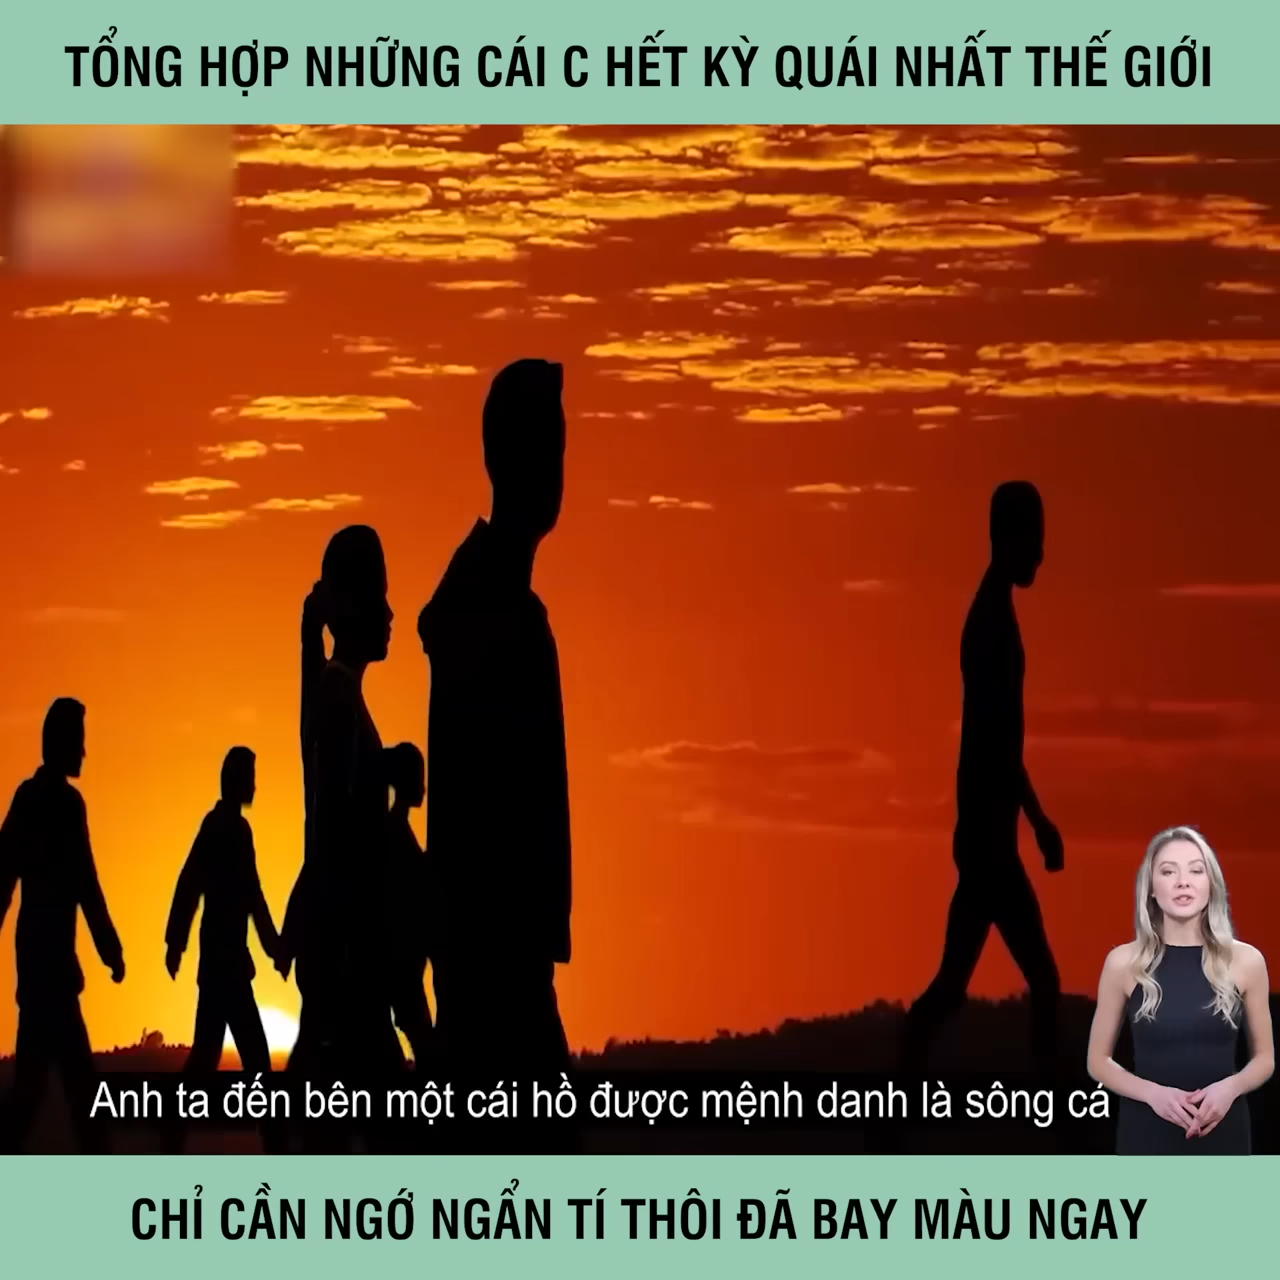 TỔNG HỢP NHỮNG CÁI C HẾT KỲ QUÁI NHẤT THẾ GIỚI
Anh ta đến bên một cái hồ được mệnh danh là sông cá
CHỈ CẦN NGỚ NGẨN TÍ THÔI ĐÃ BAY MÀU NGAY